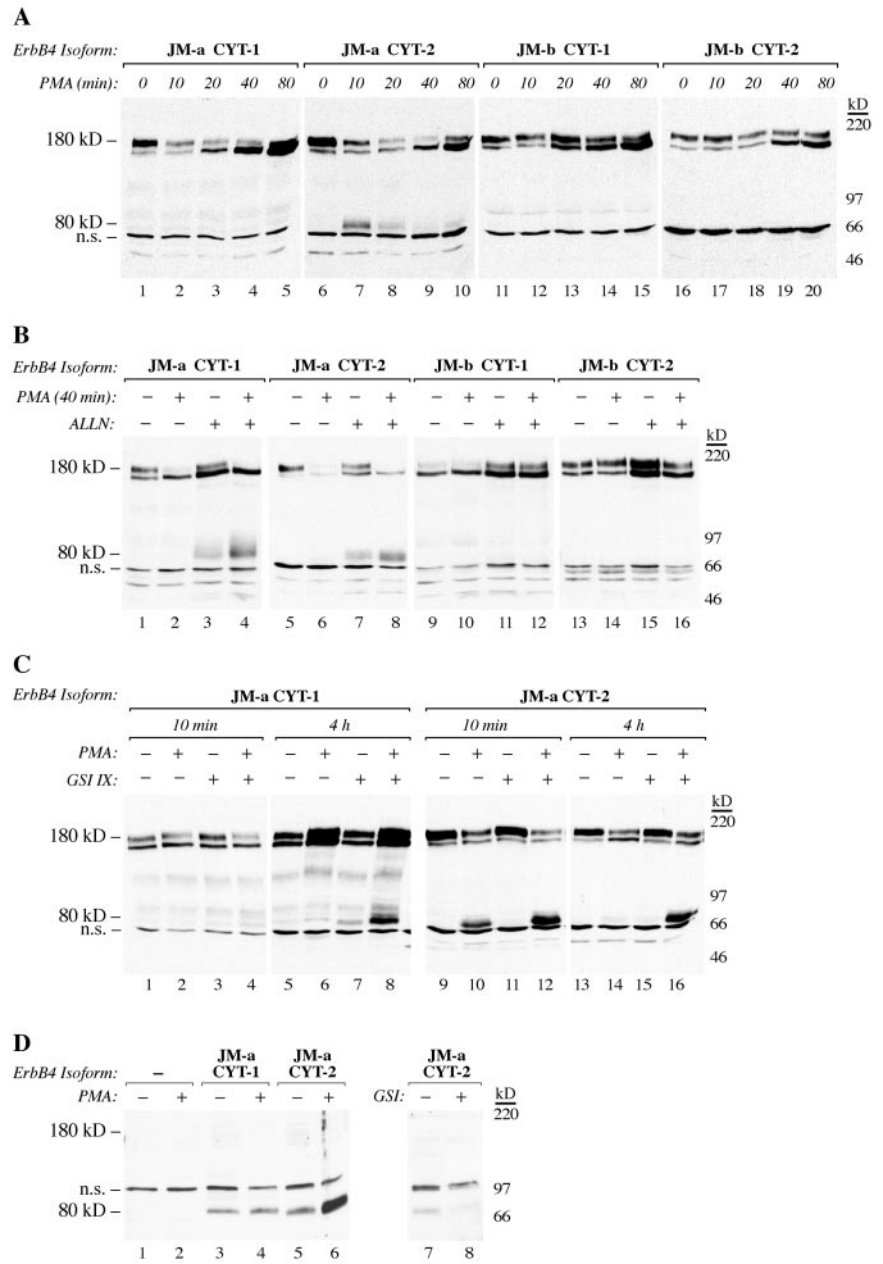 A
ErbB4 Isoform: JM-a CYT-1 JM-a CYT-2 JM-b CYT-1 JM-b CYT-2
PMA (min): 0 10 20 40 80 0 10 20 40 80 0 10 20 40 80 0 10 20 40 80
kD
220
180 kD –
97
80 kD –
66
n.s. –
46
1 2 3 4 5 6 7 8 9 10 11 12 13 14 15 16 17 18 19 20
B
ErbB4 Isoform: JM-a CYT-1 JM-a CYT-2 JM-b CYT-1 JM-b CYT-2
PMA (40 min): – + – + – + – + – + – + – + – +
ALLN: – – + + – – + + – – + + – – + +
kD
220
180 kD –
97
80 kD –
66
n.s. –
46
1 2 3 4 5 6 7 8 9 10 11 12 13 14 15 16
C
ErbB4 Isoform: JM-a CYT-1 JM-a CYT-2
10 min 4 h 10 min 4 h
PMA: – + – + – + – + – + – + – + – +
GSI IX: – – + + – – + + – – + + – – + +
kD
220
180 kD –
97
80 kD –
66
n.s. –
46
1 2 3 4 5 6 7 8 9 10 11 12 13 14 15 16
D
ErbB4 Isoform: – JM-a CYT-1 JM-a CYT-2 JM-a CYT-2
PMA: – + – + – + GSI: – +
kD
220
180 kD –
n.s. – 97
80 kD – 66
1 2 3 4 5 6 7 8